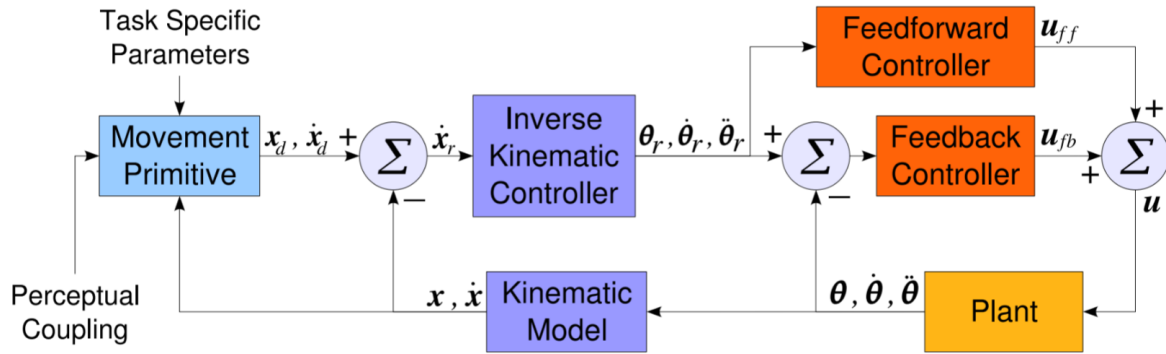 Task Specific
Parameters
Movement
Primitive
Perceptual
Coupling
x_d, ẋ_d
+
Σ
−
ẋ_r
Inverse
Kinematic
Controller
θ_r, θ̇_r, θ̈_r
+
Σ
−
Feedforward
Controller
u_ff
Feedback
Controller
u_fb
+
+
Σ
u
x, ẋ
Kinematic
Model
θ, θ̇, θ̈
Plant